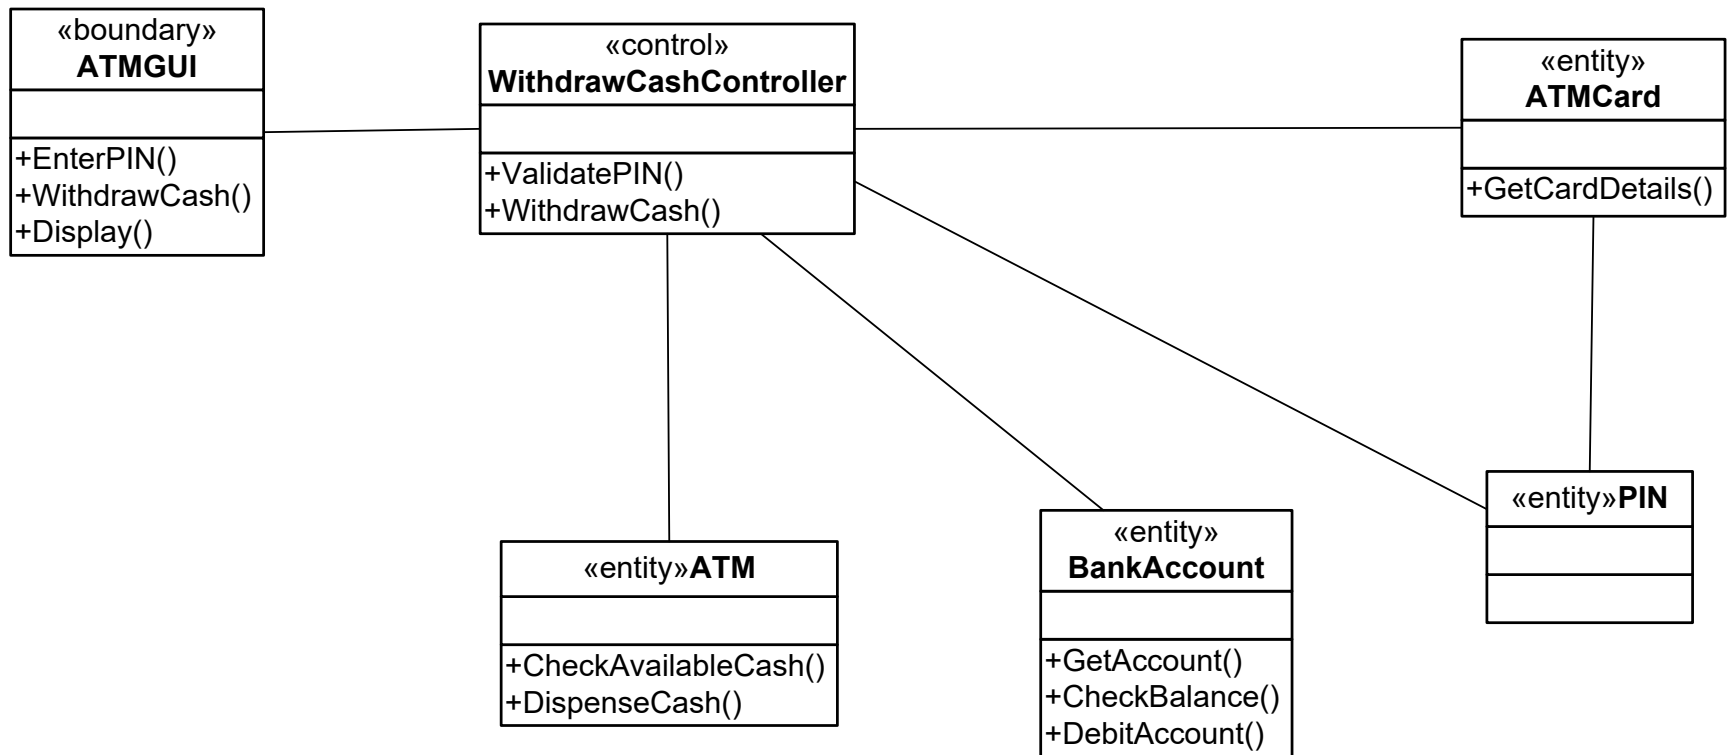 «boundary»
ATMGUI
+EnterPIN()
+WithdrawCash()
+Display()
«control»
WithdrawCashController
+ValidatePIN()
+WithdrawCash()
«entity»
ATMCard
+GetCardDetails()
«entity»ATM
+CheckAvailableCash()
+DispenseCash()
«entity»
BankAccount
+GetAccount()
+CheckBalance()
+DebitAccount()
«entity»PIN